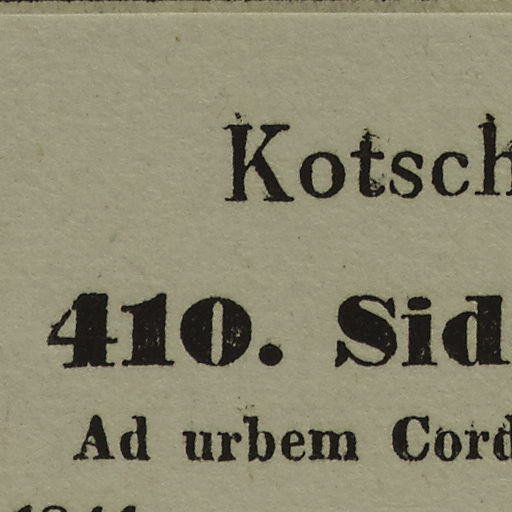 Kotsch
410. Sid
Ad urbem Cord